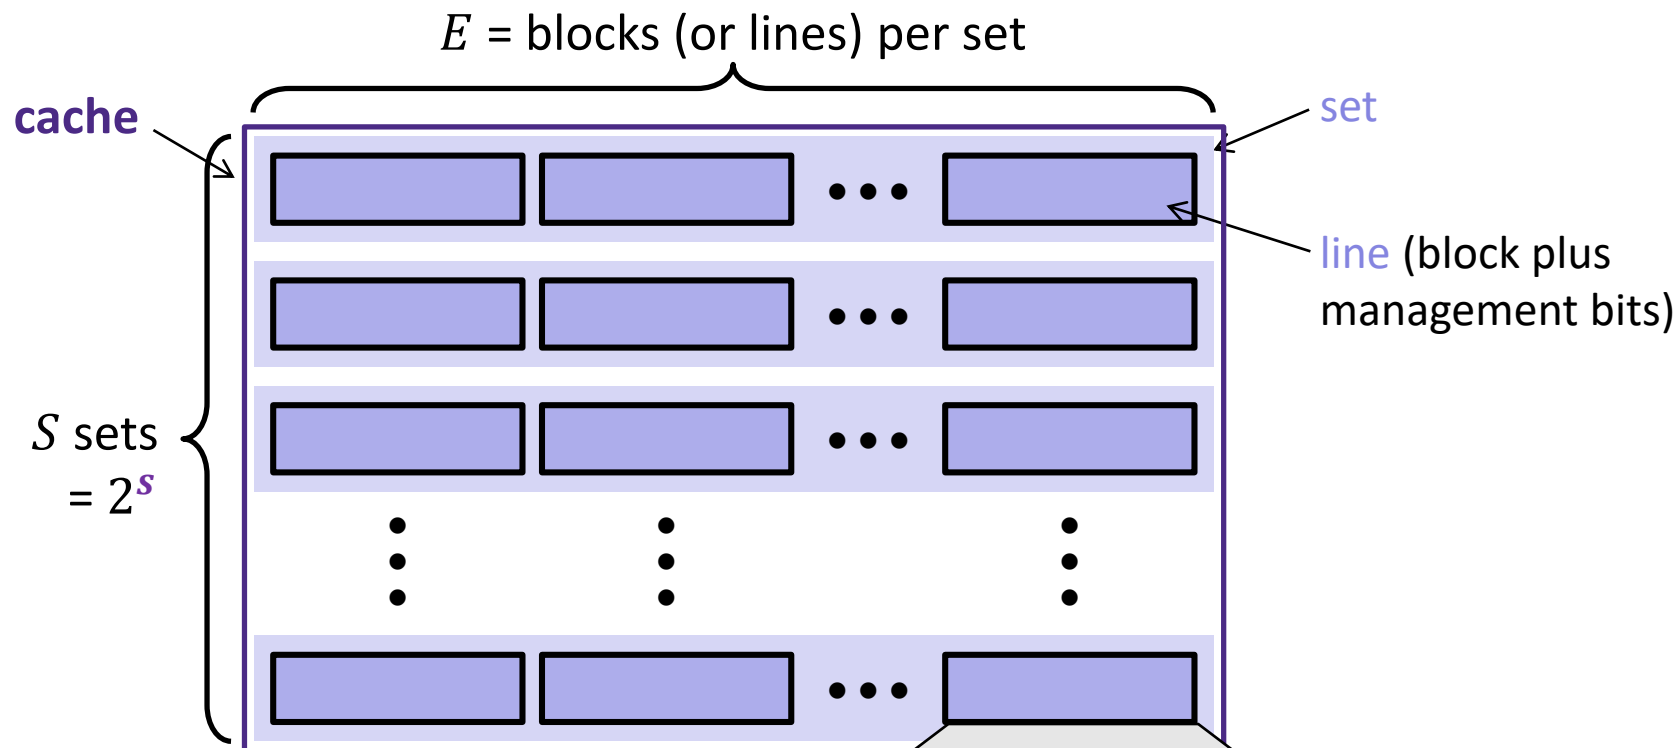 E = blocks (or lines) per set
cache
set
line (block plus
management bits)
S sets
= 2^s